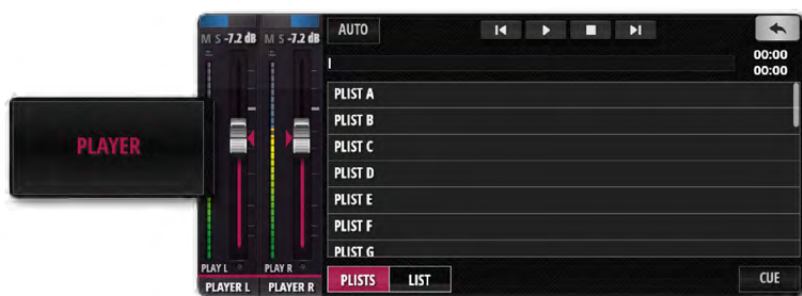 PLAYER
M S -7.2 dB M S -7.2 dB
AUTO
00:00
00:00
PLIST A
PLIST B
PLIST C
PLIST D
PLIST E
PLIST F
PLIST G
PLAY L PLAY R
PLAYER L PLAYER R
PLISTS LIST CUE